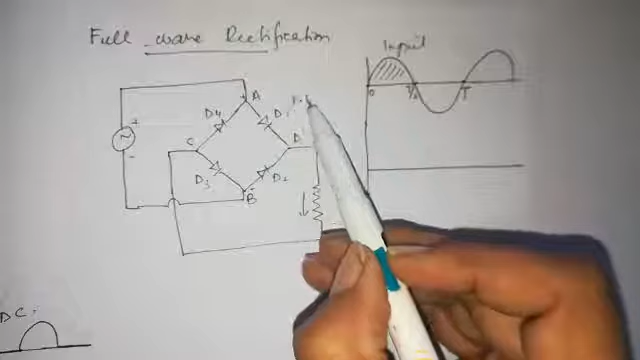 Full wave Rectification
Input
+ A
D4 D1
+
C D
-
D3 D2
B
0 T/2 T
DC: